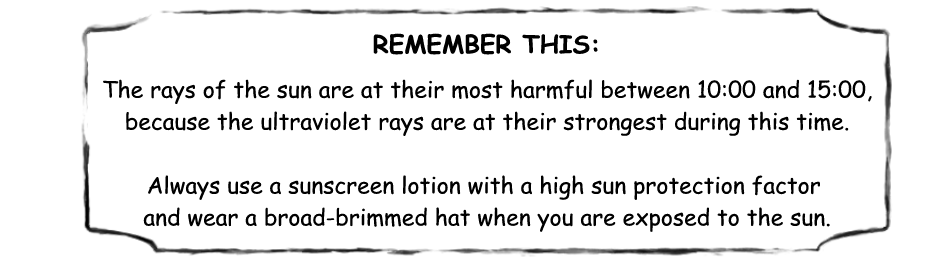 REMEMBER THIS:
The rays of the sun are at their most harmful between 10:00 and 15:00,
because the ultraviolet rays are at their strongest during this time.
Always use a sunscreen lotion with a high sun protection factor
and wear a broad-brimmed hat when you are exposed to the sun.